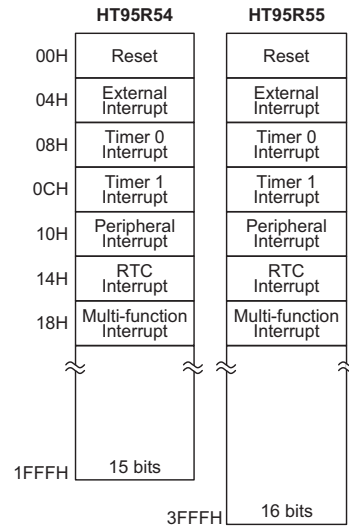 HT95R54 HT95R55
00H Reset Reset
04H External Interrupt External Interrupt
08H Timer 0 Interrupt Timer 0 Interrupt
0CH Timer 1 Interrupt Timer 1 Interrupt
10H Peripheral Interrupt Peripheral Interrupt
14H RTC Interrupt RTC Interrupt
18H Multi-function Interrupt Multi-function Interrupt
1FFFH 15 bits
3FFFH 16 bits